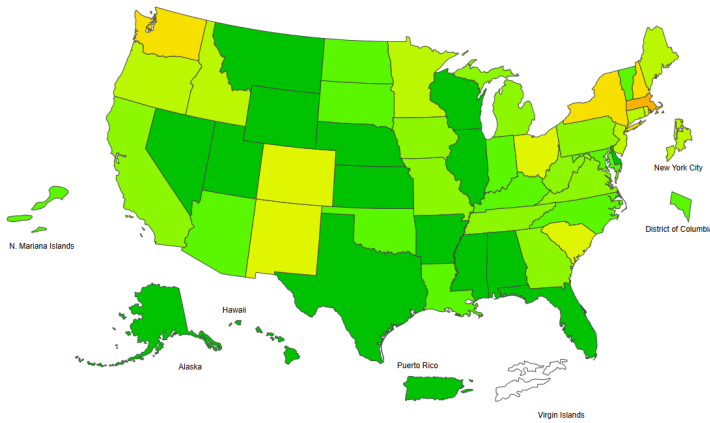 New York City
District of Columbia
N. Mariana Islands
Hawaii
Alaska
Puerto Rico
Virgin Islands